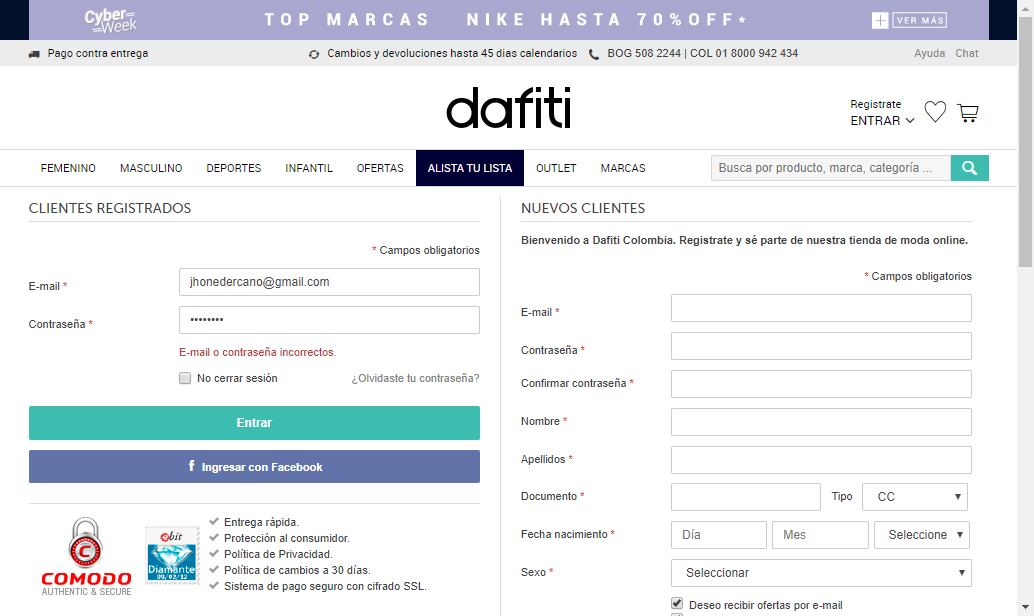 Cyber Week TOP MARCAS NIKE HASTA 70%OFF* + VER MÁS
Pago contra entrega Cambios y devoluciones hasta 45 dias calendarios BOG 508 2244 | COL 01 8000 942 434 Ayuda Chat
dafiti
Registrate
ENTRAR
FEMENINO MASCULINO DEPORTES INFANTIL OFERTAS ALISTA TU LISTA OUTLET MARCAS Busca por producto, marca, categoría ...
CLIENTES REGISTRADOS
* Campos obligatorios
E-mail * jhonedercano@gmail.com
Contraseña * ••••••••
E-mail o contraseña incorrectos.
No cerrar sesión ¿Olvidaste tu contraseña?
Entrar
f Ingresar con Facebook
COMODO
AUTHENTIC & SECURE
ebit
Diamante
09/02/12
Entrega rápida.
Protección al consumidor.
Política de Privacidad.
Política de cambios a 30 días.
Sistema de pago seguro con cifrado SSL.
NUEVOS CLIENTES
Bienvenido a Dafiti Colombia. Registrate y sé parte de nuestra tienda de moda online.
* Campos obligatorios
E-mail *
Contraseña *
Confirmar contraseña *
Nombre *
Apellidos *
Documento * Tipo CC
Fecha nacimiento * Día Mes Seleccione
Sexo * Seleccionar
Deseo recibir ofertas por e-mail